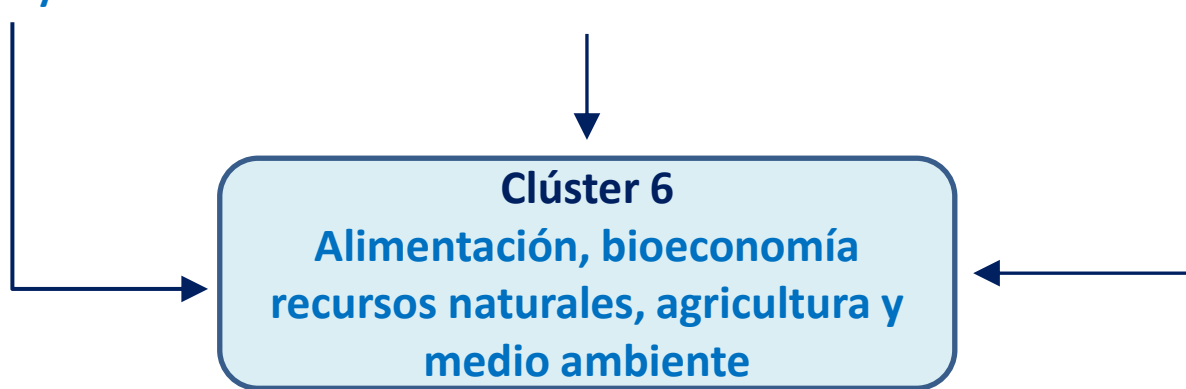 Clúster 6
Alimentación, bioeconomía
recursos naturales, agricultura y
medio ambiente